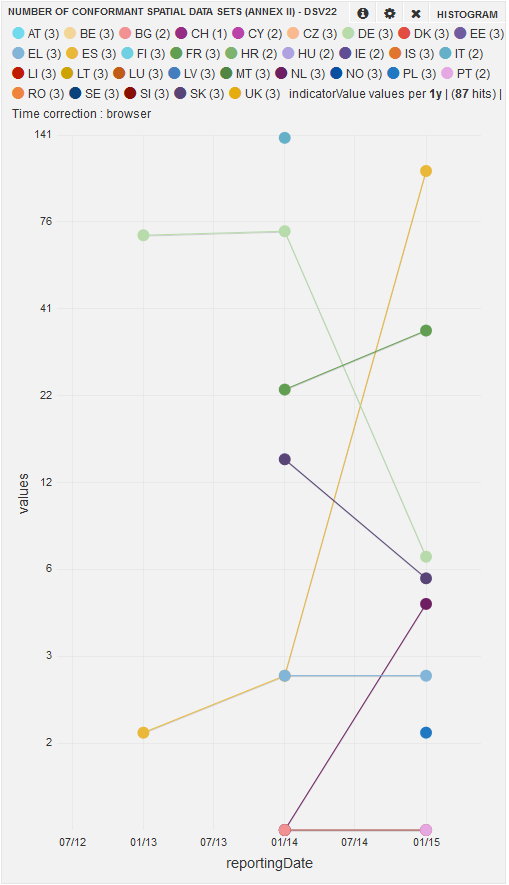 NUMBER OF CONFORMANT SPATIAL DATA SETS (ANNEX II) - DSV22 HISTOGRAM
AT (3) BE (3) BG (2) CH (1) CY (2) CZ (3) DE (3) DK (3) EE (3)
EL (3) ES (3) FI (3) FR (3) HR (2) HU (2) IE (3) IS (3) IT (2)
LI (3) LT (3) LU (3) LV (3) MT (3) NL (3) NO (3) PL (3) PT (2)
RO (3) SE (3) SI (3) SK (3) UK (3) indicatorValue values per 1y | (87 hits) |
Time correction : browser
141
76
41
22
12
6
3
2
values
07/12 01/13 07/13 01/14 07/14 01/15
reportingDate